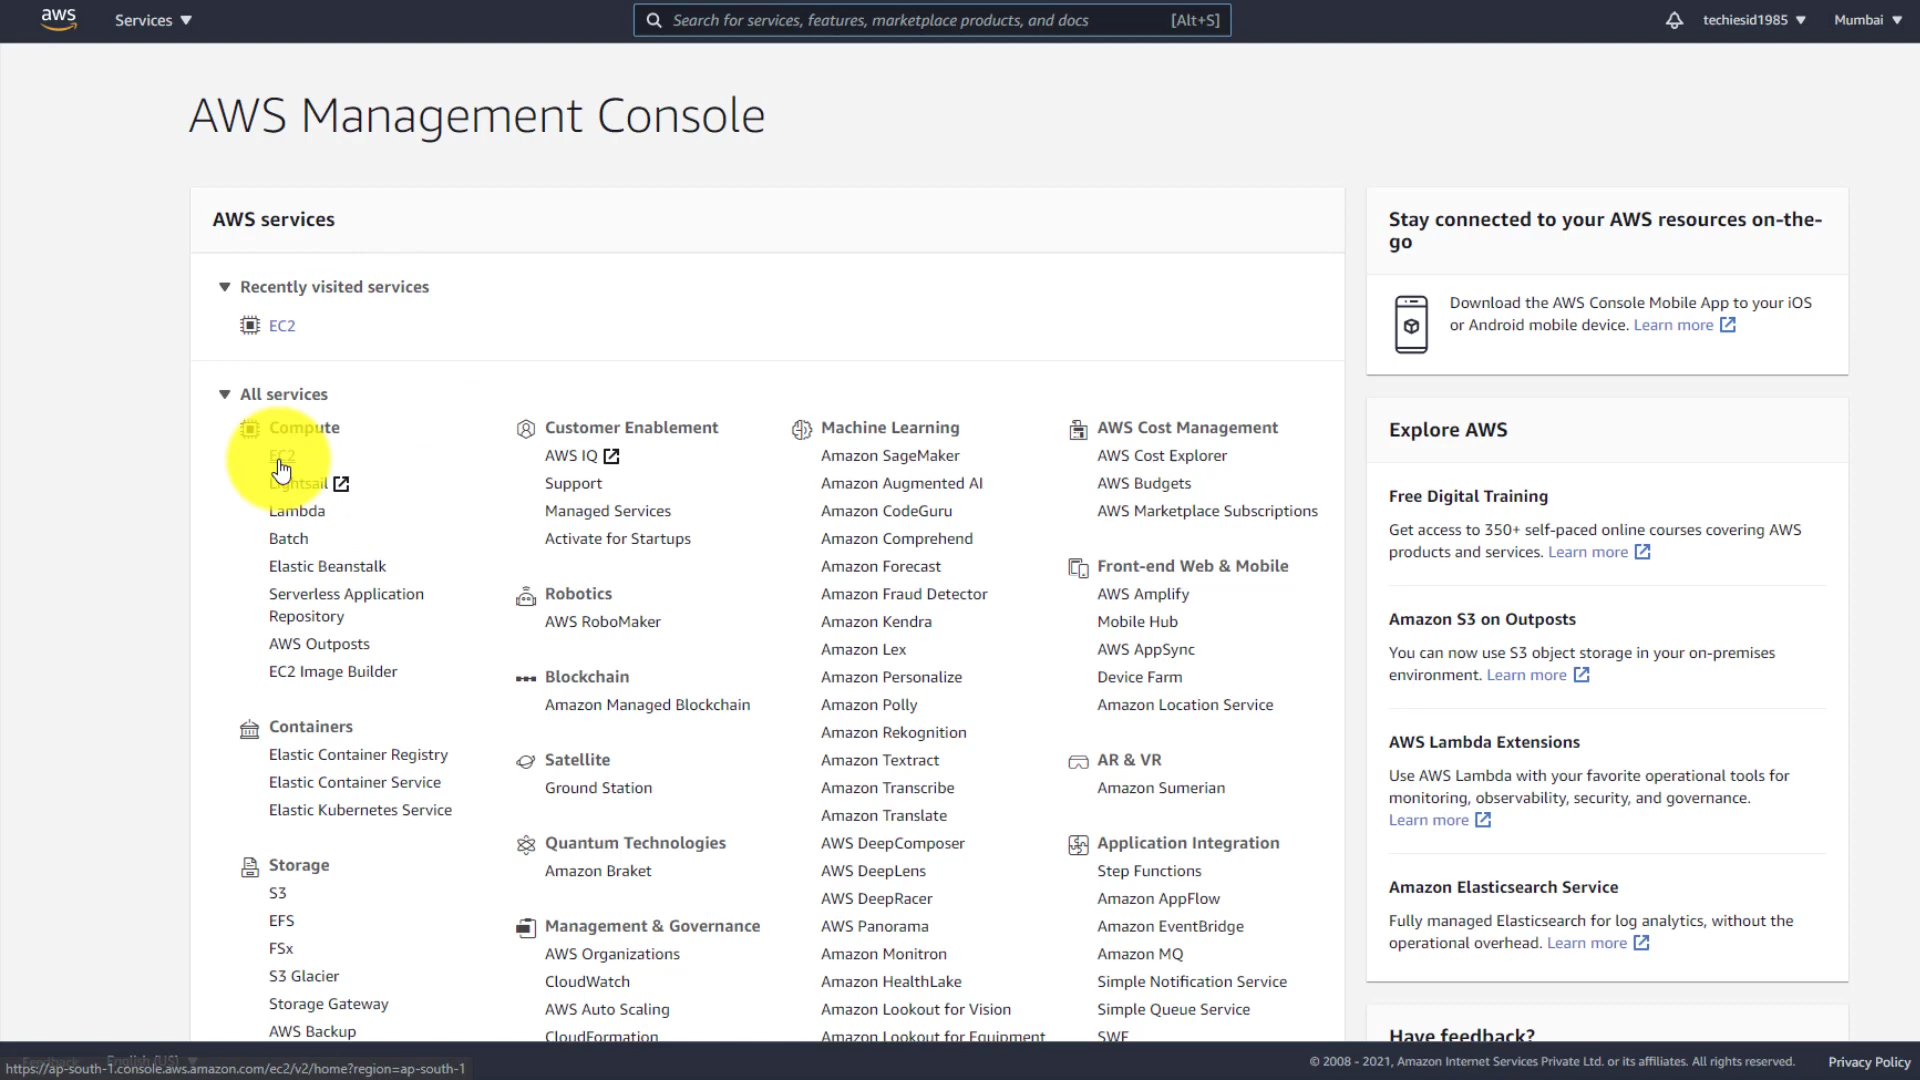 aws
Services ▼
Search for services, features, marketplace products, and docs
[Alt+S]
techiesid1985 ▼
Mumbai ▼
AWS Management Console
AWS services
▼ Recently visited services
EC2
▼ All services
Compute
EC2
Lightsail
Lambda
Batch
Elastic Beanstalk
Serverless Application
Repository
AWS Outposts
EC2 Image Builder
Containers
Elastic Container Registry
Elastic Container Service
Elastic Kubernetes Service
Storage
S3
EFS
FSx
S3 Glacier
Storage Gateway
AWS Backup
Customer Enablement
AWS IQ
Support
Managed Services
Activate for Startups
Robotics
AWS RoboMaker
Blockchain
Amazon Managed Blockchain
Satellite
Ground Station
Quantum Technologies
Amazon Braket
Management & Governance
AWS Organizations
CloudWatch
AWS Auto Scaling
CloudFormation
Machine Learning
Amazon SageMaker
Amazon Augmented AI
Amazon CodeGuru
Amazon Comprehend
Amazon Forecast
Amazon Fraud Detector
Amazon Kendra
Amazon Lex
Amazon Personalize
Amazon Polly
Amazon Rekognition
Amazon Textract
Amazon Transcribe
Amazon Translate
AWS DeepComposer
AWS DeepLens
AWS DeepRacer
AWS Panorama
Amazon Monitron
Amazon HealthLake
Amazon Lookout for Vision
Amazon Lookout for Equipment
AWS Cost Management
AWS Cost Explorer
AWS Budgets
AWS Marketplace Subscriptions
Front-end Web & Mobile
AWS Amplify
Mobile Hub
AWS AppSync
Device Farm
Amazon Location Service
AR & VR
Amazon Sumerian
Application Integration
Step Functions
Amazon AppFlow
Amazon EventBridge
Amazon MQ
Simple Notification Service
Simple Queue Service
SWF
Stay connected to your AWS resources on-the-
go
Download the AWS Console Mobile App to your iOS
or Android mobile device. Learn more
Explore AWS
Free Digital Training
Get access to 350+ self-paced online courses covering AWS
products and services. Learn more
Amazon S3 on Outposts
You can now use S3 object storage in your on-premises
environment. Learn more
AWS Lambda Extensions
Use AWS Lambda with your favorite operational tools for
monitoring, observability, security, and governance.
Learn more
Amazon Elasticsearch Service
Fully managed Elasticsearch for log analytics, without the
operational overhead. Learn more
Have feedback?
Feedback
English (US) ▼
https://ap-south-1.console.aws.amazon.com/ec2/v2/home?region=ap-south-1
© 2008 - 2021, Amazon Internet Services Private Ltd. or its affiliates. All rights reserved.
Privacy Policy